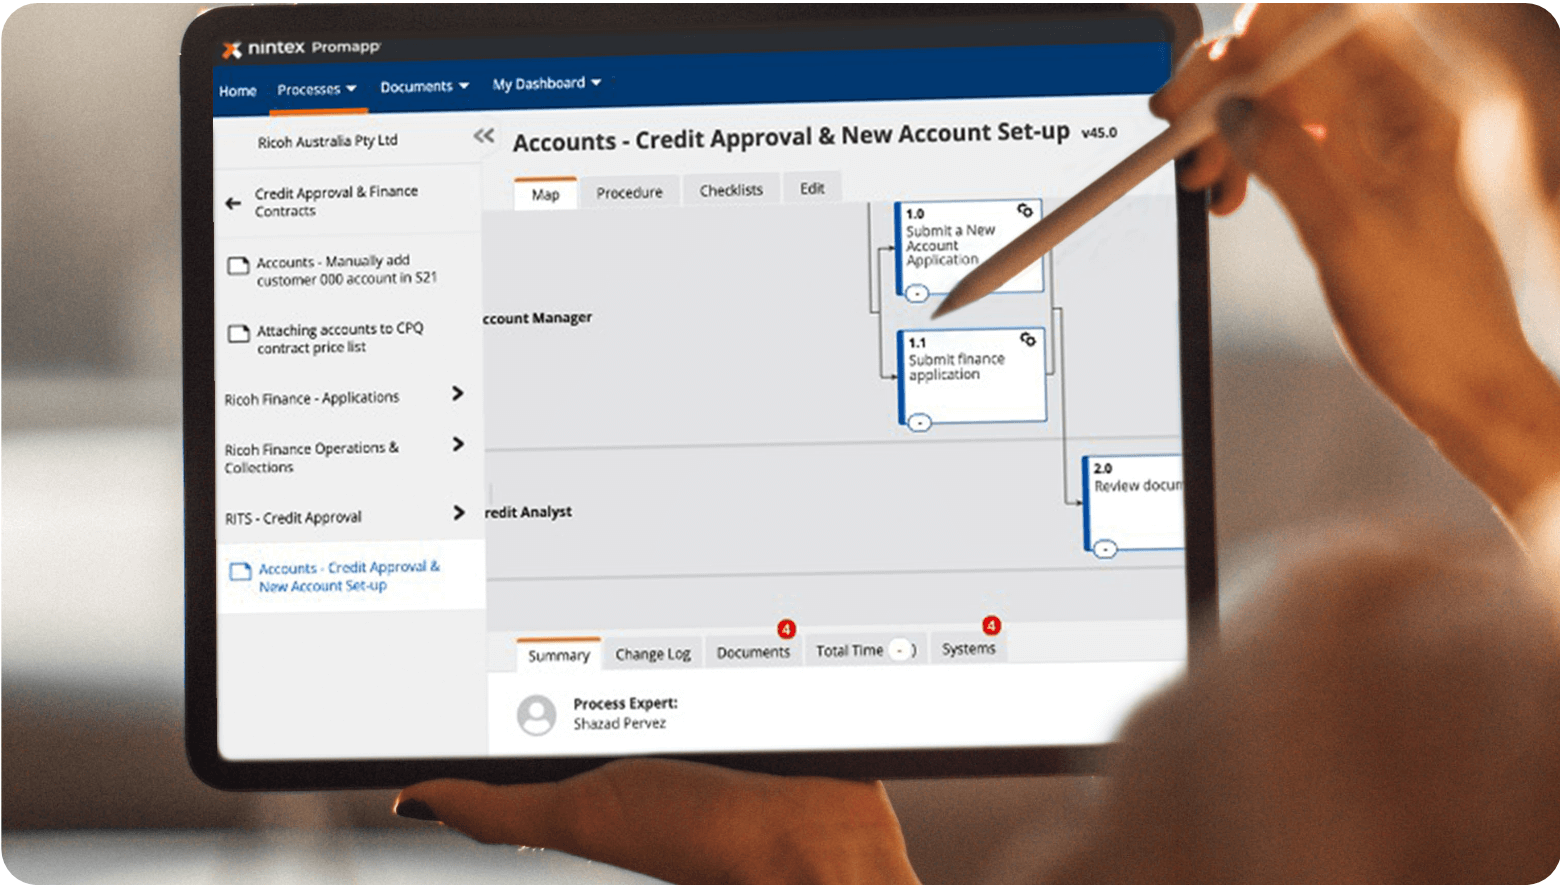 nintex Promapp
Home Processes Documents My Dashboard
Ricoh Australia Pty Ltd
Credit Approval & Finance
Contracts
Accounts - Manually add
customer 000 account in S21
Attaching accounts to CPQ
contract price list
Ricoh Finance - Applications
Ricoh Finance Operations &
Collections
RITS - Credit Approval
Accounts - Credit Approval &
New Account Set-up
Accounts - Credit Approval & New Account Set-up v45.0
Map Procedure Checklists Edit
ccount Manager
1.0
Submit a New
Account
Application
1.1
Submit finance
application
redit Analyst
2.0
Review docum
Summary Change Log Documents 4 Total Time - ) Systems 4
Process Expert:
Shazad Pervez